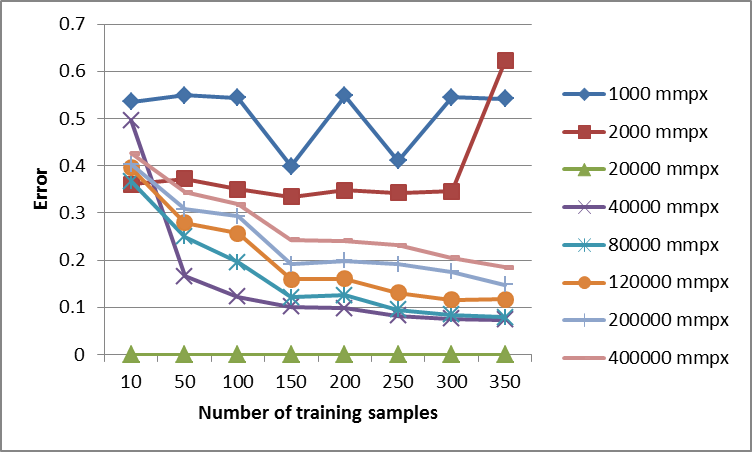 0.7
0.6
0.5
0.4
0.3
0.2
0.1
0
Error
10 50 100 150 200 250 300 350
Number of training samples
1000 mmpx
2000 mmpx
20000 mmpx
40000 mmpx
80000 mmpx
120000 mmpx
200000 mmpx
400000 mmpx